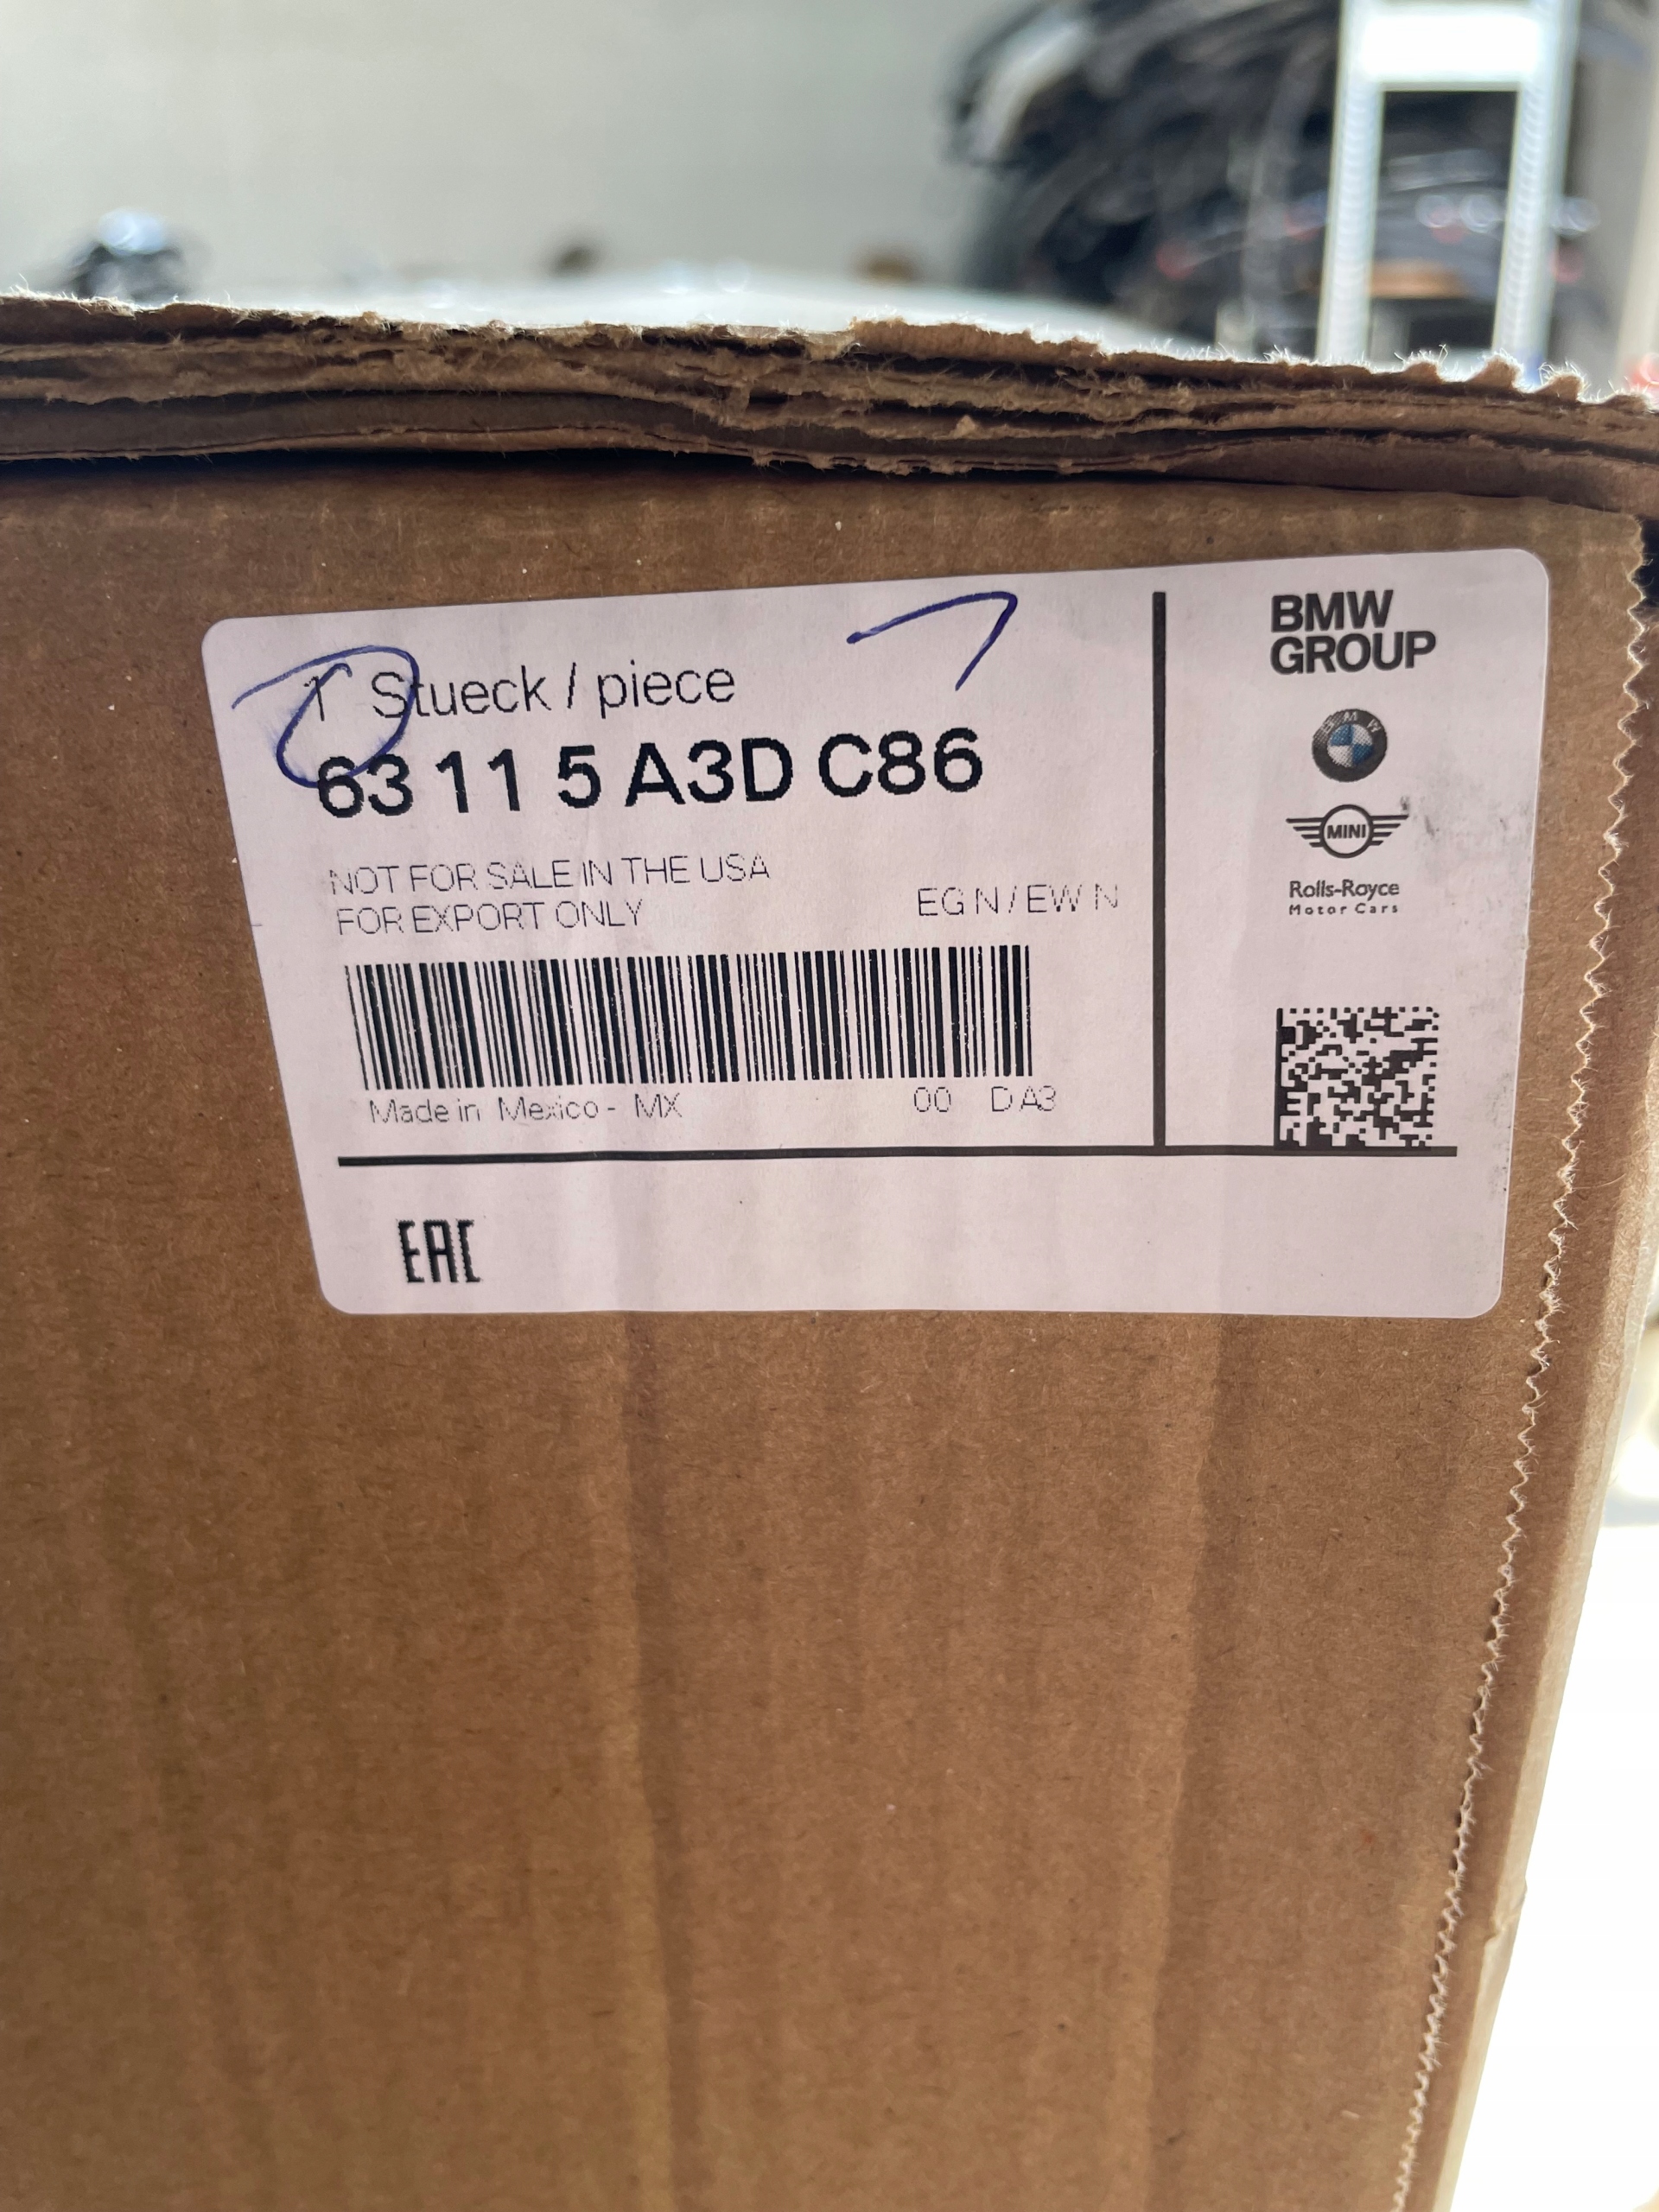 1 Stueck / piece
63 11 5 A3D C86
NOT FOR SALE IN THE USA
FOR EXPORT ONLY
EG N / EW N
Made in Mexico - MX
00 DA3
EAC
BMW
GROUP
BMW
MINI
Rolls-Royce
Motor Cars